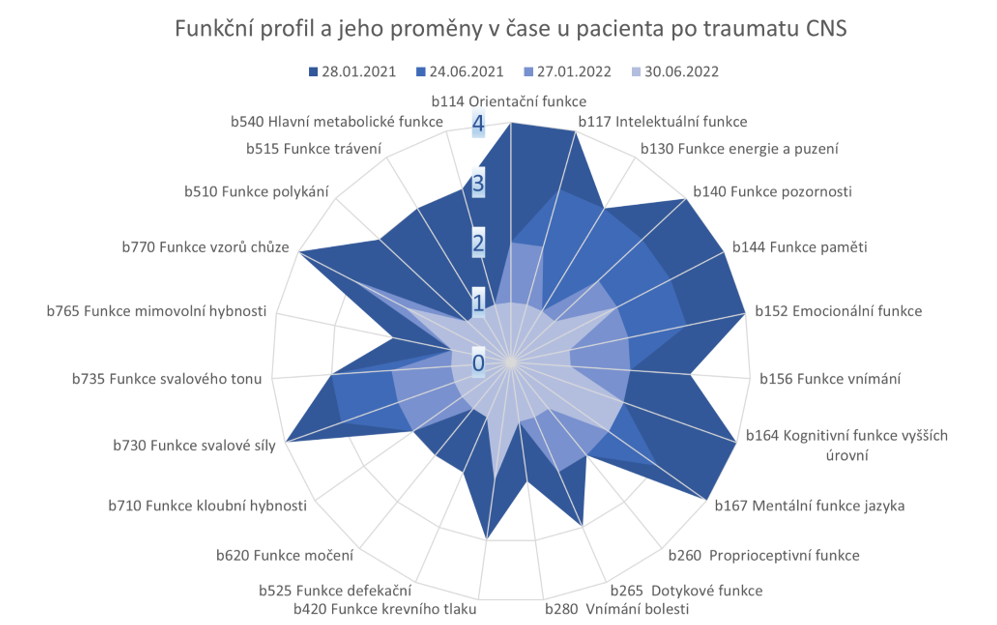 Funkční profil a jeho proměny v čase u pacienta po traumatu CNS
28.01.2021 24.06.2021 27.01.2022 30.06.2022
b114 Orientační funkce
b117 Intelektuální funkce
b130 Funkce energie a puzení
b140 Funkce pozornosti
b144 Funkce paměti
b152 Emocionální funkce
b156 Funkce vnímání
b164 Kognitivní funkce vyšších
úrovní
b167 Mentální funkce jazyka
b260 Proprioceptivní funkce
b265 Dotykové funkce
b280 Vnímání bolesti
b420 Funkce krevního tlaku
b525 Funkce defekační
b620 Funkce močení
b710 Funkce kloubní hybnosti
b730 Funkce svalové síly
b735 Funkce svalového tonu
b765 Funkce mimovolní hybnosti
b770 Funkce vzorů chůze
b510 Funkce polykání
b515 Funkce trávení
b540 Hlavní metabolické funkce
4
3
2
1
0